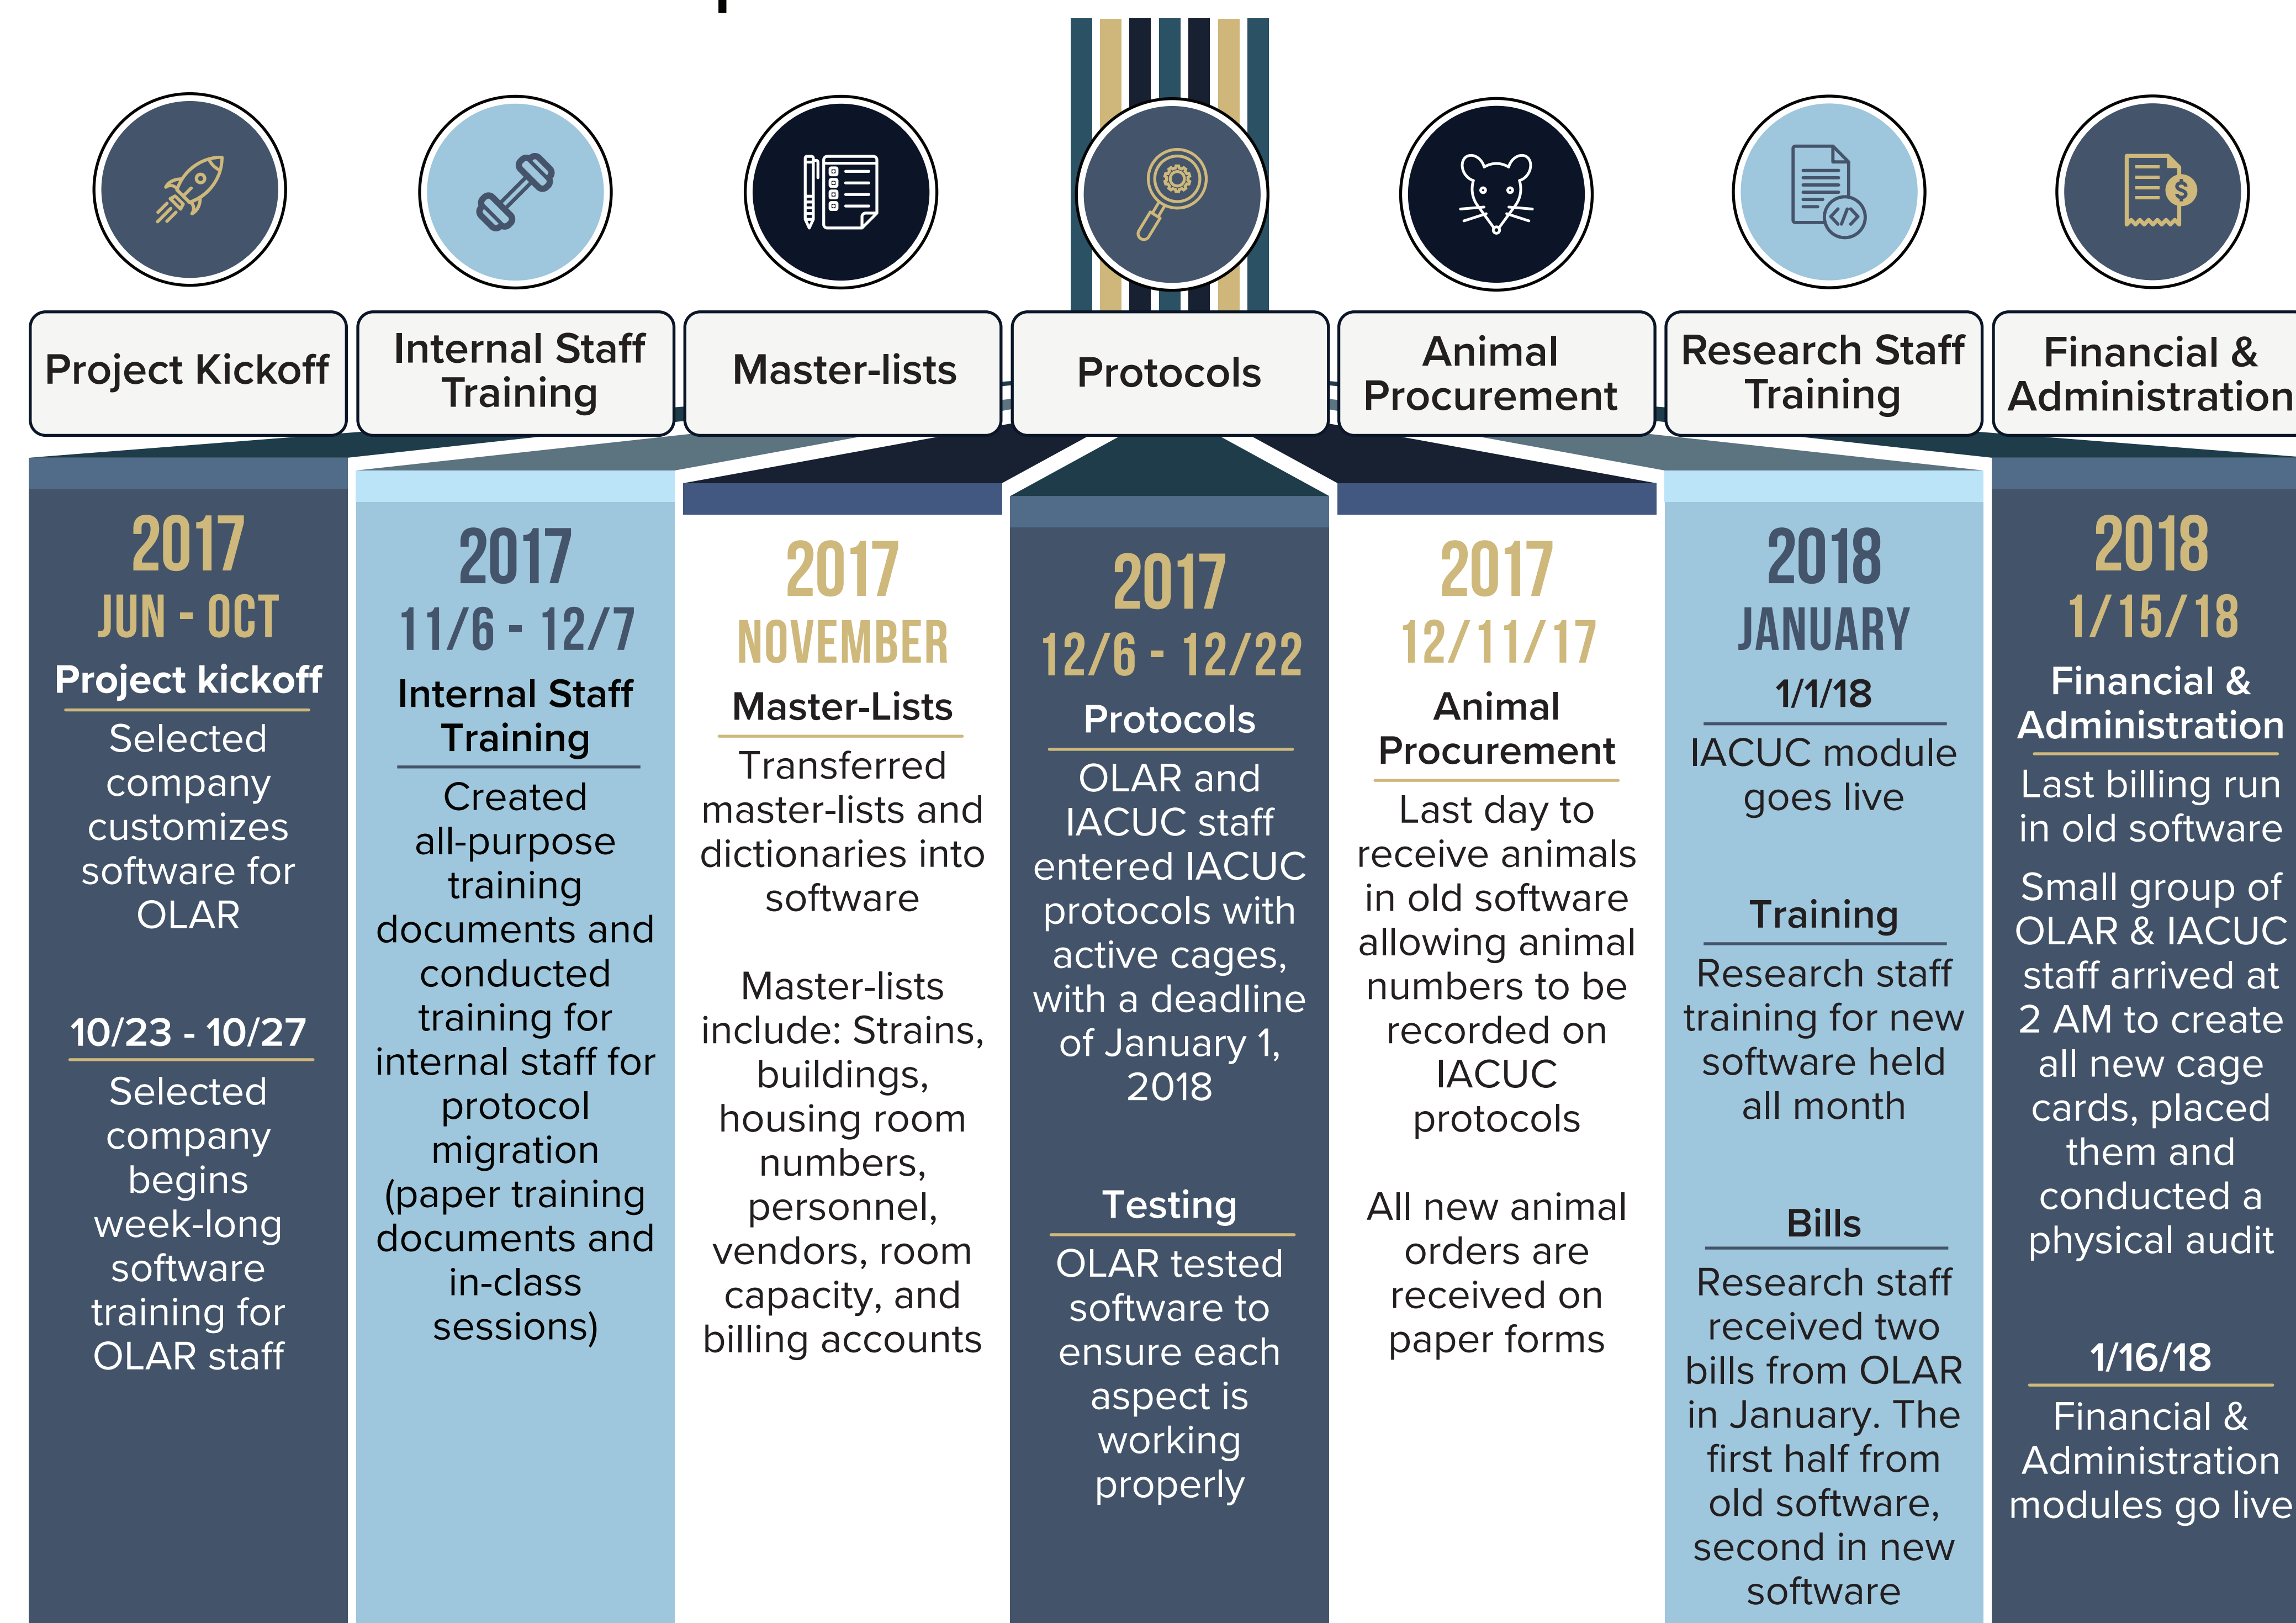 Project Kickoff
Internal Staff
Training
Master-lists
Protocols
Animal
Procurement
Research Staff
Training
Financial &
Administration
2017
JUN - OCT
Project kickoff
Selected
company
customizes
software for
OLAR
10/23 - 10/27
Selected
company
begins
week-long
software
training for
OLAR staff
2017
11/6 - 12/7
Internal Staff
Training
Created
all-purpose
training
documents and
conducted
training for
internal staff for
protocol
migration
(paper training
documents and
in-class
sessions)
2017
NOVEMBER
Master-Lists
Transferred
master-lists and
dictionaries into
software
Master-lists
include: Strains,
buildings,
housing room
numbers,
personnel,
vendors, room
capacity, and
billing accounts
2017
12/6 - 12/22
Protocols
OLAR and
IACUC staff
entered IACUC
protocols with
active cages,
with a deadline
of January 1,
2018
Testing
OLAR tested
software to
ensure each
aspect is
working
properly
2017
12/11/17
Animal
Procurement
Last day to
receive animals
in old software
allowing animal
numbers to be
recorded on
IACUC
protocols
All new animal
orders are
received on
paper forms
2018
JANUARY
1/1/18
IACUC module
goes live
Training
Research staff
training for new
software held
all month
Bills
Research staff
received two
bills from OLAR
in January. The
first half from
old software,
second in new
software
2018
1/15/18
Financial &
Administration
Last billing run
in old software
Small group of
OLAR & IACUC
staff arrived at
2 AM to create
all new cage
cards, placed
them and
conducted a
physical audit
1/16/18
Financial &
Administration
modules go live